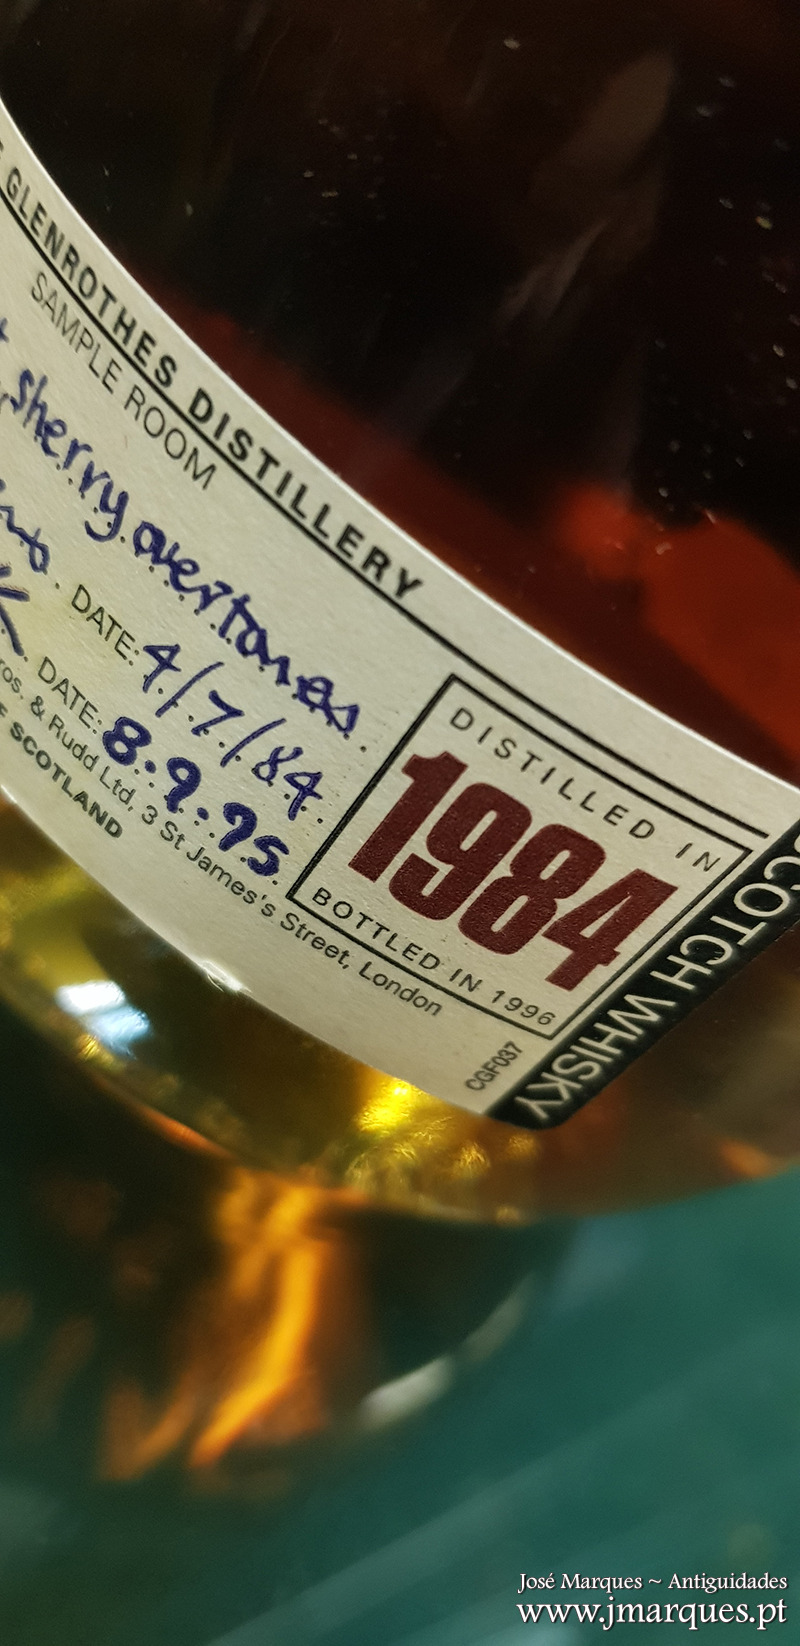 GLENROTHES DISTILLERY
SAMPLE ROOM
sherry overtones
DATE: 4/7/84
DATE: 8.9.95
& Rudd Ltd, 3 St James's Street, London
SCOTLAND
DISTILLED IN
1984
BOTTLED IN 1996
CGF037
SCOTCH WHISKY
José Marques ~ Antiguidades
www.jmarques.pt